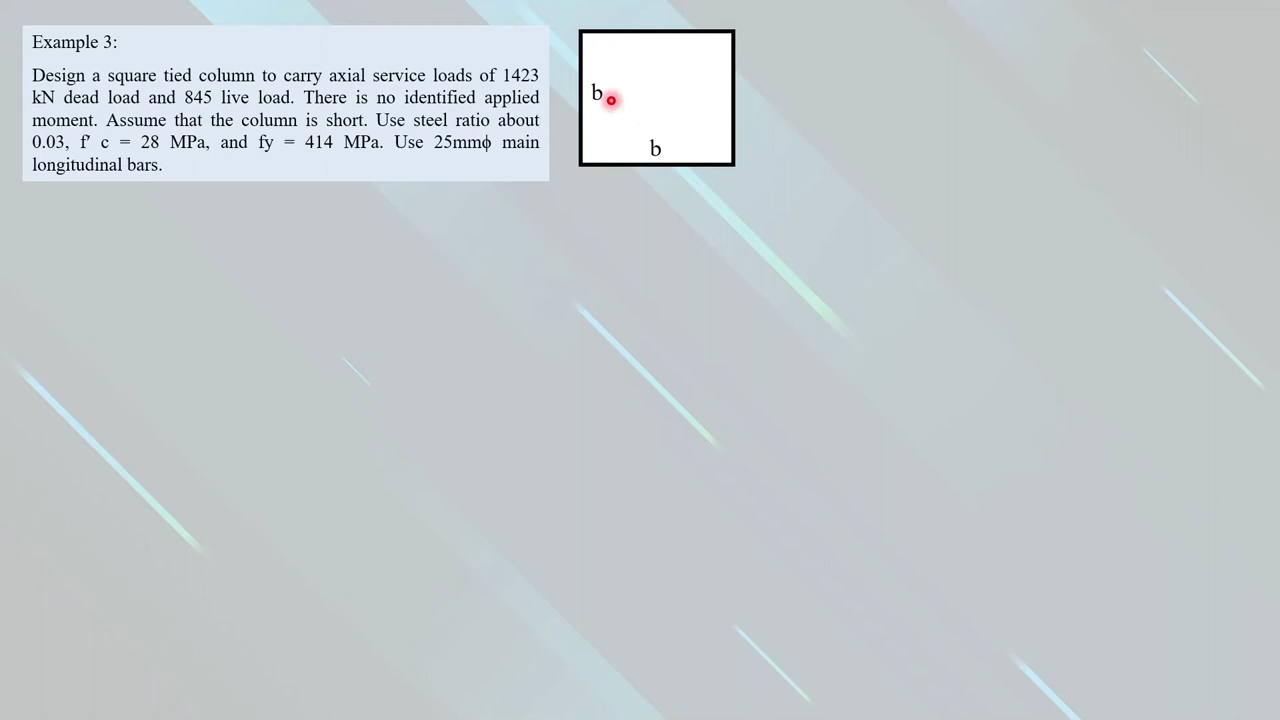 Example 3:
Design a square tied column to carry axial service loads of 1423
kN dead load and 845 live load. There is no identified applied
moment. Assume that the column is short. Use steel ratio about
0.03, f′ c = 28 MPa, and fy = 414 MPa. Use 25mmϕ main
longitudinal bars.
b
b